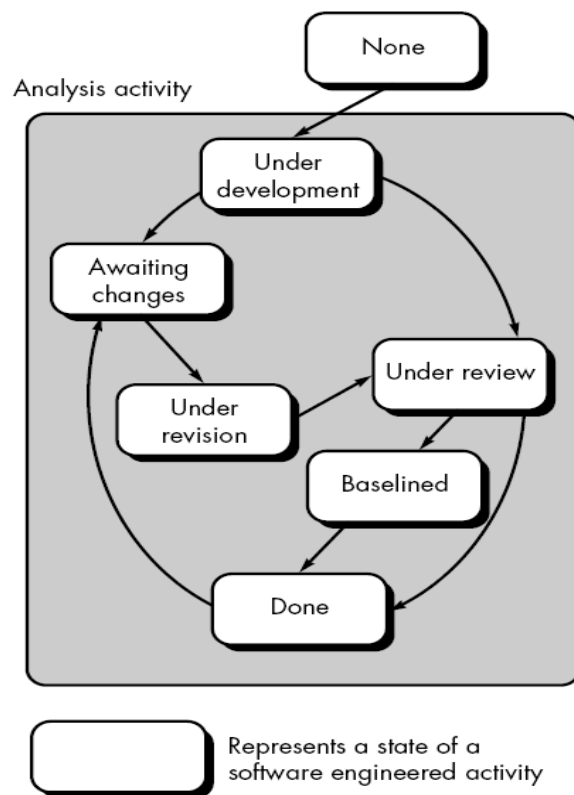 None
Analysis activity
Under
development
Awaiting
changes
Under review
Under
revision
Baselined
Done
Represents a state of a
software engineered activity